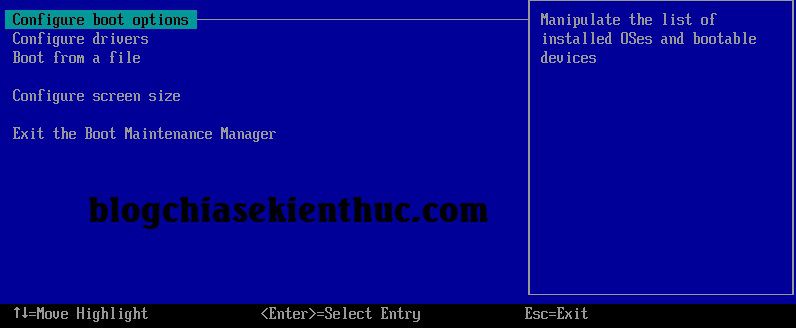 Configure boot options
Configure drivers
Boot from a file
Configure screen size
Exit the Boot Maintenance Manager
Manipulate the list of
installed OSes and bootable
devices
blogchiasekienthuc.com
↑↓=Move Highlight
<Enter>=Select Entry
Esc=Exit